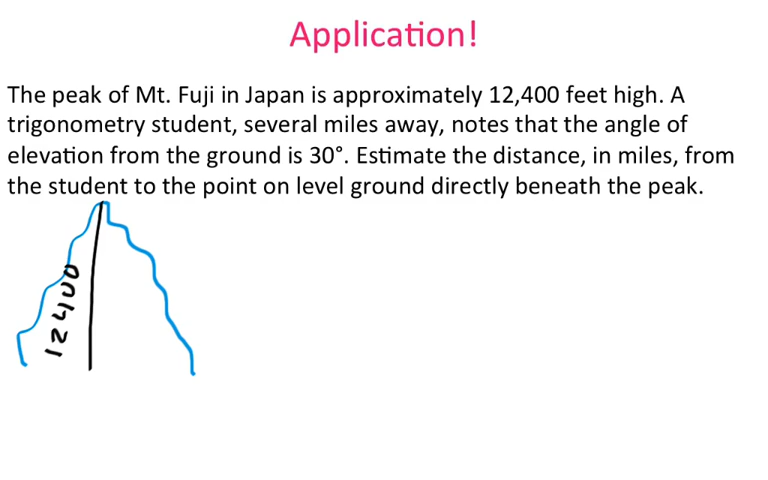 Application!
The peak of Mt. Fuji in Japan is approximately 12,400 feet high. A
trigonometry student, several miles away, notes that the angle of
elevation from the ground is 30°. Estimate the distance, in miles, from
the student to the point on level ground directly beneath the peak.
12400